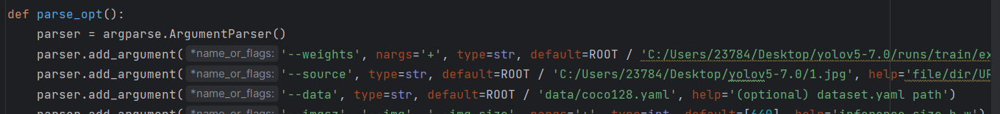 def parse_opt():
parser = argparse.ArgumentParser()
parser.add_argument( *name_or_flags: '--weights', nargs='+', type=str, default=ROOT / 'C:/Users/23784/Desktop/yolov5-7.0/runs/train/ex
parser.add_argument( *name_or_flags: '--source', type=str, default=ROOT / 'C:/Users/23784/Desktop/yolov5-7.0/1.jpg', help='file/dir/UR
parser.add_argument( *name_or_flags: '--data', type=str, default=ROOT / 'data/coco128.yaml', help='(optional) dataset.yaml path')
parser.add_argument( *name_or_flags: '--imgsz', '--img', '--img-size', nargs='+', type=int, default=[640], help='inference size h,w')